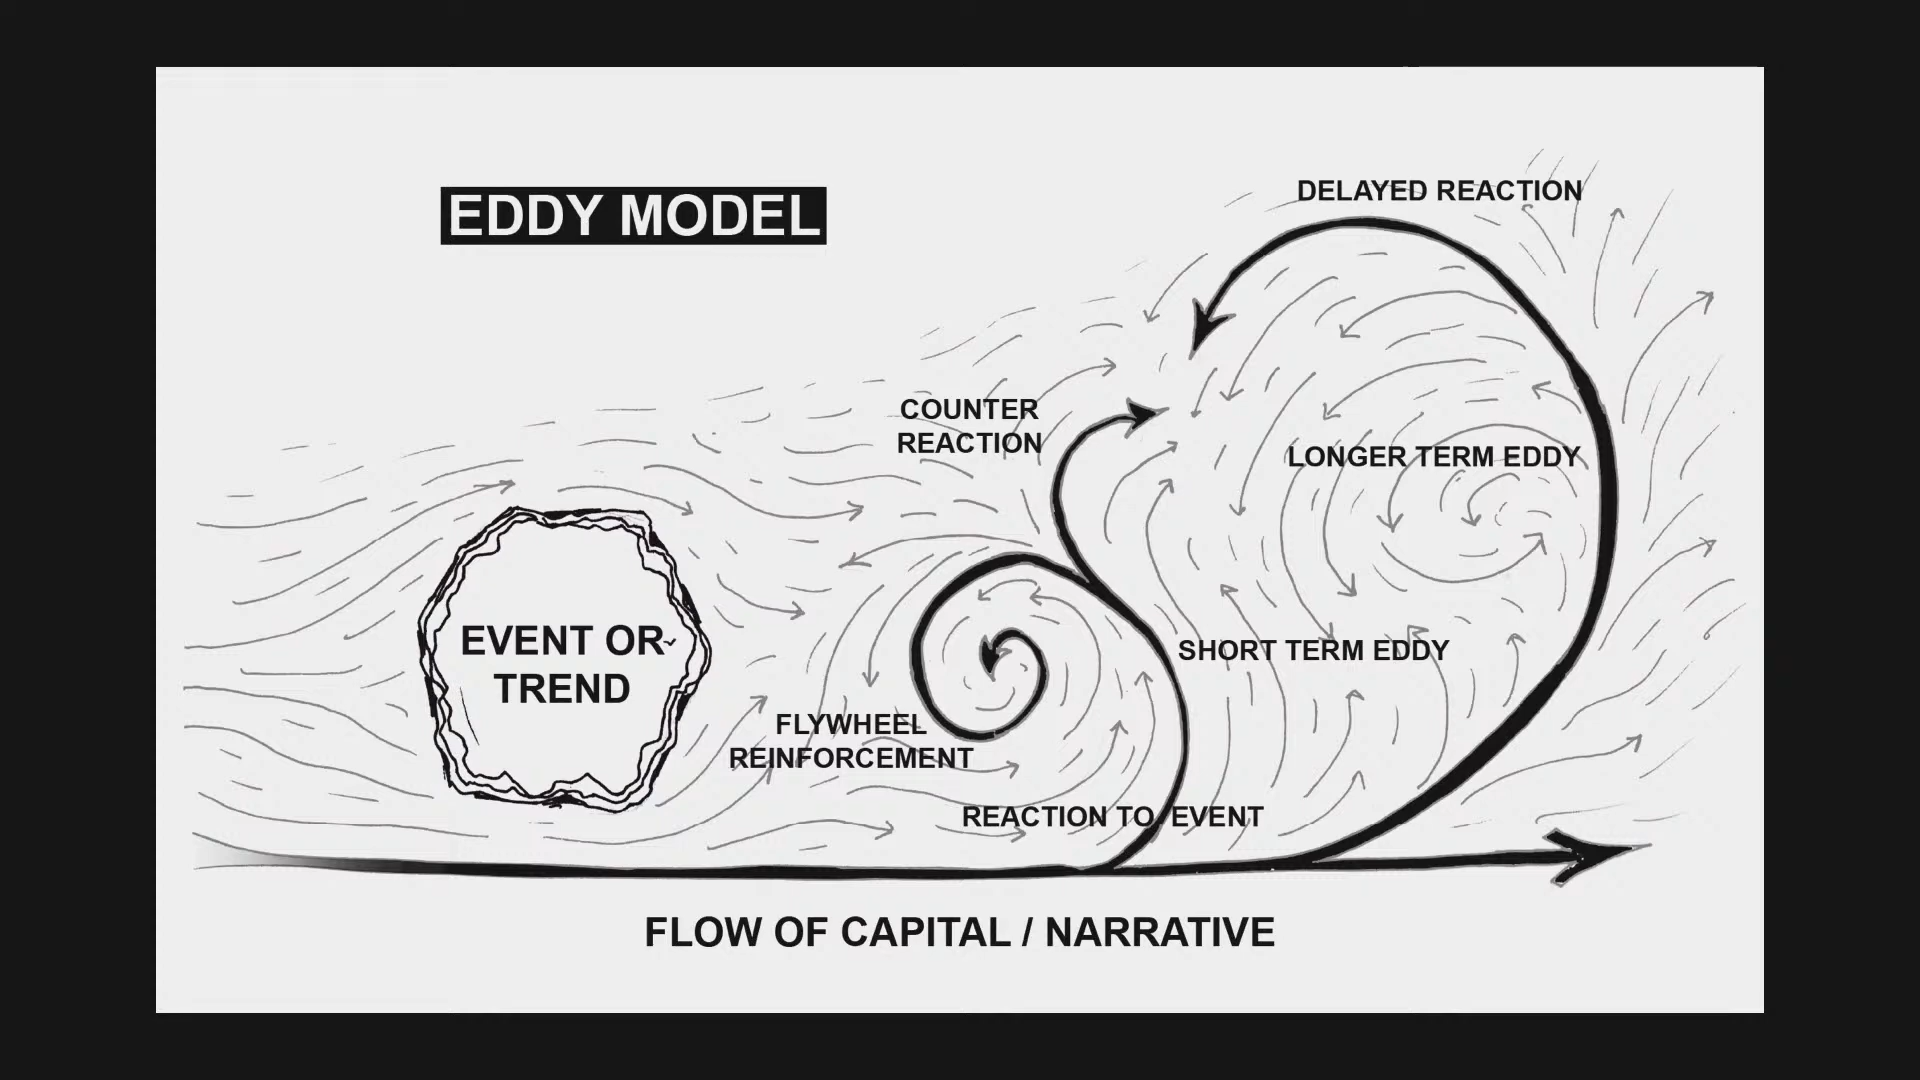 EDDY MODEL
DELAYED REACTION
COUNTER
REACTION
LONGER TERM EDDY
EVENT OR
TREND
SHORT TERM EDDY
FLYWHEEL
REINFORCEMENT
REACTION TO EVENT
FLOW OF CAPITAL / NARRATIVE